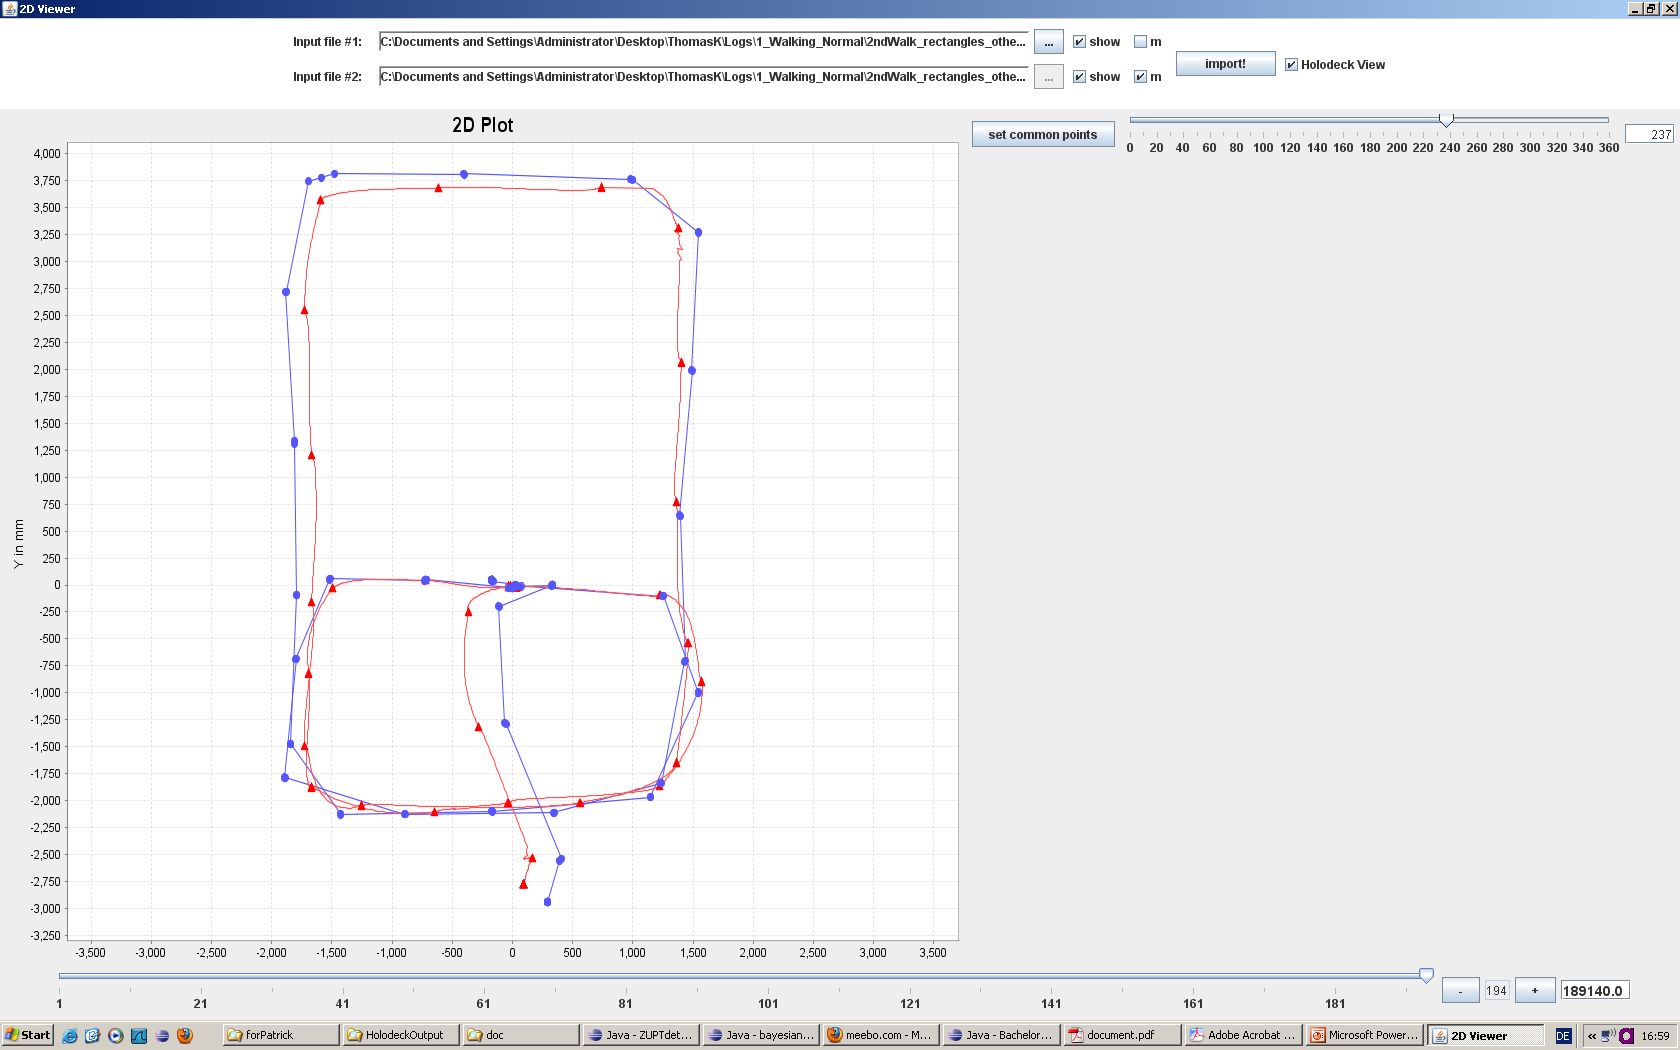 2D Viewer
Input file #1: C:\Documents and Settings\Administrator\Desktop\ThomasK\Logs\1_Walking_Normal\2ndWalk_rectangles_othe... ... show m
import! Holodeck View
Input file #2: C:\Documents and Settings\Administrator\Desktop\ThomasK\Logs\1_Walking_Normal\2ndWalk_rectangles_othe... ... show m
2D Plot
set common points
237
0 20 40 60 80 100 120 140 160 180 200 220 240 260 280 300 320 340 360
4,000
3,750
3,500
3,250
3,000
2,750
2,500
2,250
2,000
1,750
1,500
1,250
1,000
750
500
250
0
-250
-500
-750
-1,000
-1,250
-1,500
-1,750
-2,000
-2,250
-2,500
-2,750
-3,000
-3,250
Y in mm
-3,500 -3,000 -2,500 -2,000 -1,500 -1,000 -500 0 500 1,000 1,500 2,000 2,500 3,000 3,500
1 21 41 61 81 101 121 141 161 181
- 194 + 189140.0
Start forPatrick HolodeckOutput doc Java - ZUPTdet... Java - bayesian... meebo.com - M... Java - Bachelor... document.pdf Adobe Acrobat ... Microsoft Power... 2D Viewer DE « 16:59